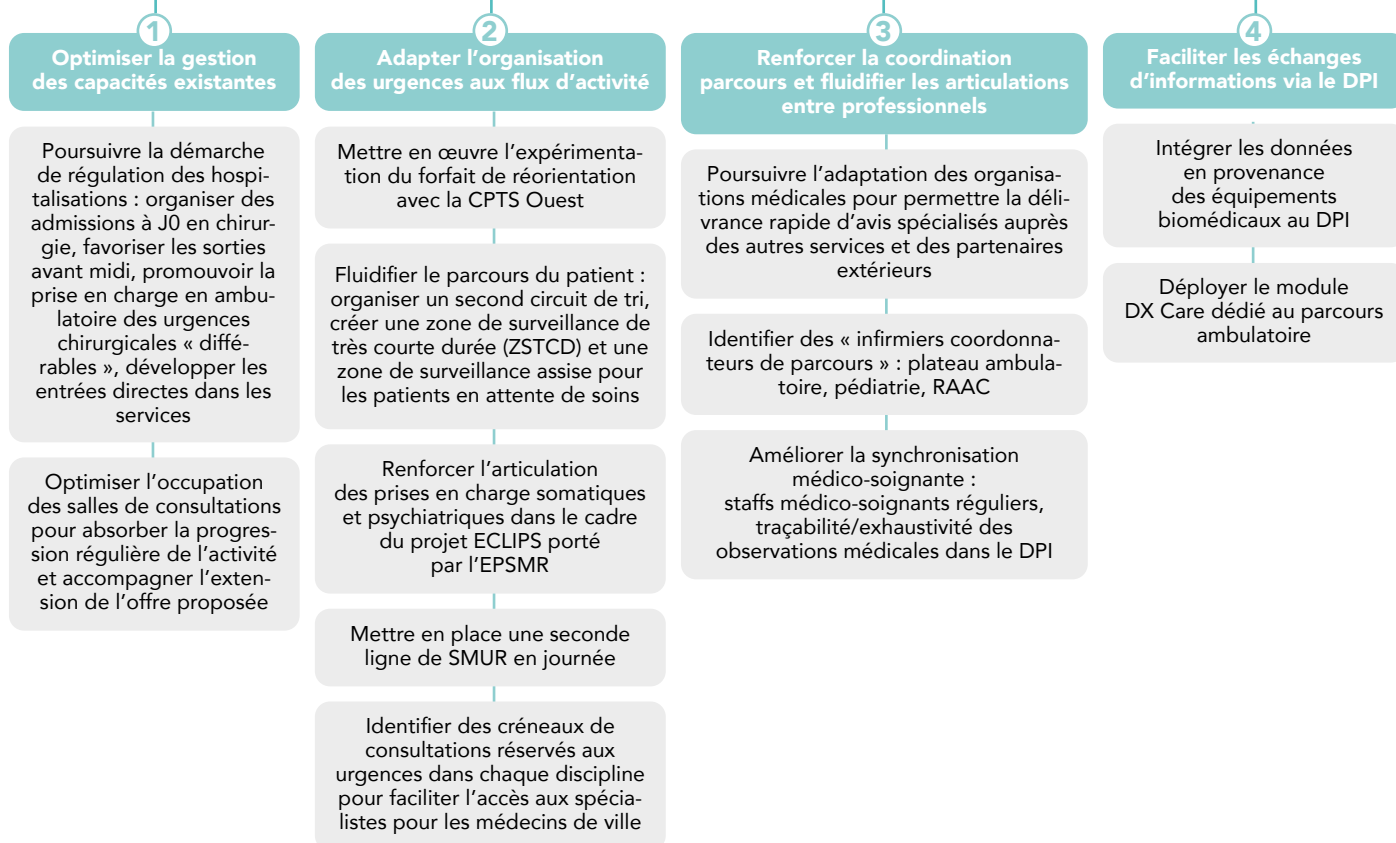 1
Optimiser la gestion
des capacités existantes
Poursuivre la démarche
de régulation des hospi-
talisations : organiser des
admissions à J0 en chirur-
gie, favoriser les sorties
avant midi, promouvoir la
prise en charge en ambu-
latoire des urgences
chirurgicales « diffé-
rables », développer les
entrées directes dans les
services
Optimiser l’occupation
des salles de consultations
pour absorber la progres-
sion régulière de l’activité
et accompagner l’exten-
sion de l’offre proposée
2
Adapter l’organisation
des urgences aux flux d’activité
Mettre en œuvre l’expérimenta-
tion du forfait de réorientation
avec la CPTS Ouest
Fluidifier le parcours du patient :
organiser un second circuit de tri,
créer une zone de surveillance de
très courte durée (ZSTCD) et une
zone de surveillance assise pour
les patients en attente de soins
Renforcer l’articulation
des prises en charge somatiques
et psychiatriques dans le cadre
du projet ECLIPS porté
par l’EPSMR
Mettre en place une seconde
ligne de SMUR en journée
Identifier des créneaux de
consultations réservés aux
urgences dans chaque discipline
pour faciliter l’accès aux spécia-
listes pour les médecins de ville
3
Renforcer la coordination
parcours et fluidifier les articulations
entre professionnels
Poursuivre l’adaptation des organisa-
tions médicales pour permettre la déli-
vrance rapide d’avis spécialisés auprès
des autres services et des partenaires
extérieurs
Identifier des « infirmiers coordonna-
teurs de parcours » : plateau ambula-
toire, pédiatrie, RAAC
Améliorer la synchronisation
médico-soignante :
staffs médico-soignants réguliers,
traçabilité/exhaustivité des
observations médicales dans le DPI
4
Faciliter les échanges
d’informations via le DPI
Intégrer les données
en provenance
des équipements
biomédicaux au DPI
Déployer le module
DX Care dédié au parcours
ambulatoire